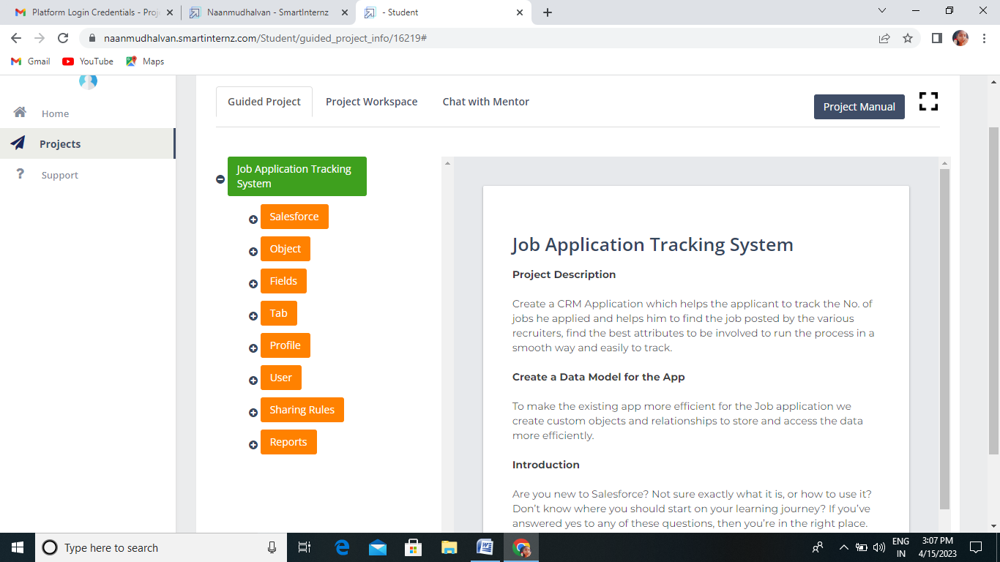 Platform Login Credentials - Proj
Naanmudhalvan - SmartInternz
- Student
naanmudhalvan.smartinternz.com/Student/guided_project_info/16219#
Gmail
YouTube
Maps
Home
Projects
? Support
Guided Project
Project Workspace
Chat with Mentor
Project Manual
Job Application Tracking
System
Salesforce
Object
Fields
Tab
Profile
User
Sharing Rules
Reports
Job Application Tracking System
Project Description
Create a CRM Application which helps the applicant to track the No. of
jobs he applied and helps him to find the job posted by the various
recruiters, find the best attributes to be involved to run the process in a
smooth way and easily to track.
Create a Data Model for the App
To make the existing app more efficient for the Job application we
create custom objects and relationships to store and access the data
more efficiently.
Introduction
Are you new to Salesforce? Not sure exactly what it is, or how to use it?
Don’t know where you should start on your learning journey? If you’ve
answered yes to any of these questions, then you’re in the right place.
Type here to search
ENG
IN
3:07 PM
4/15/2023